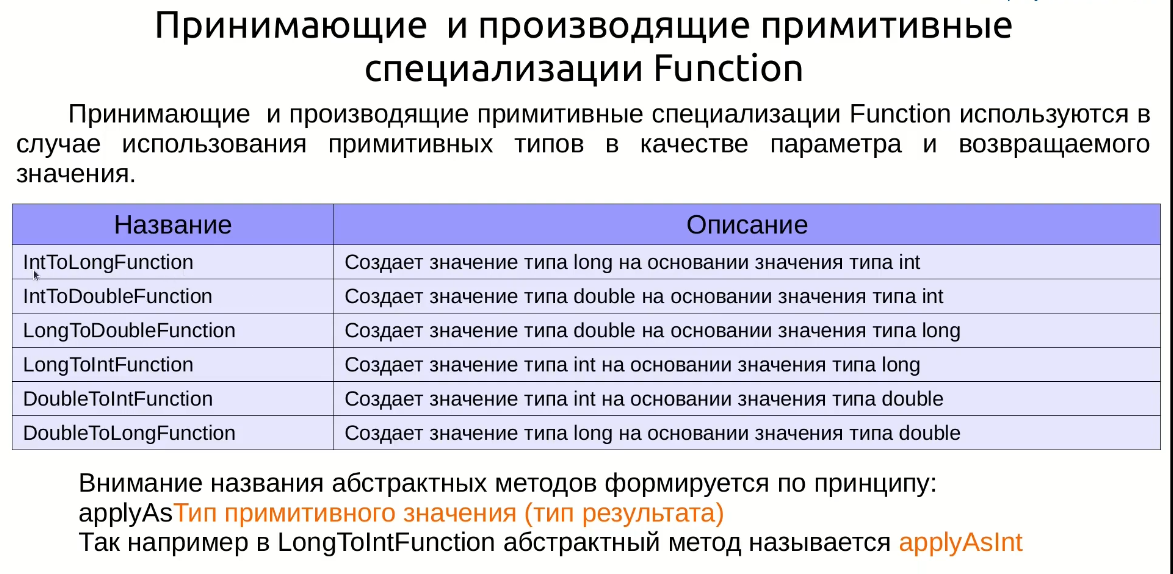 Принимающие и производящие примитивные
специализации Function
Принимающие и производящие примитивные специализации Function используются в
случае использования примитивных типов в качестве параметра и возвращаемого
значения.
Название Описание
IntToLongFunction Создает значение типа long на основании значения типа int
IntToDoubleFunction Создает значение типа double на основании значения типа int
LongToDoubleFunction Создает значение типа double на основании значения типа long
LongToIntFunction Создает значение типа int на основании значения типа long
DoubleToIntFunction Создает значение типа int на основании значения типа double
DoubleToLongFunction Создает значение типа long на основании значения типа double
Внимание названия абстрактных методов формируется по принципу:
applyAsТип примитивного значения (тип результата)
Так например в LongToIntFunction абстрактный метод называется applyAsInt